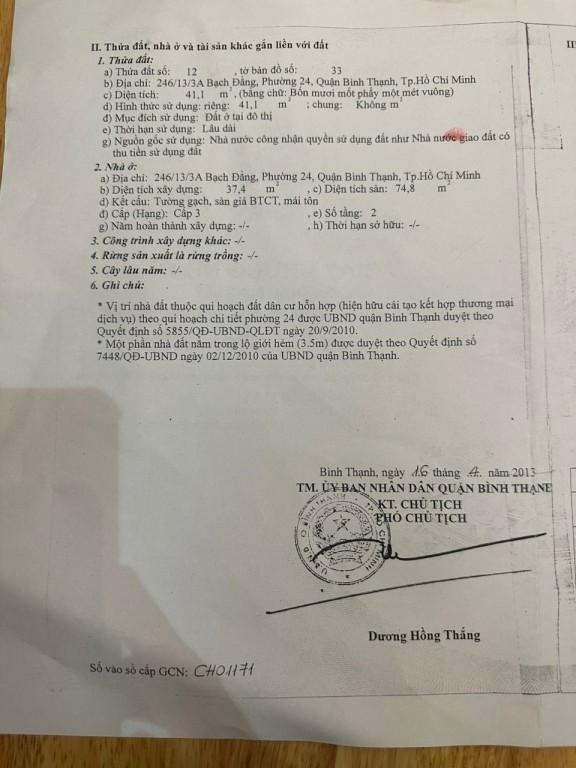 II. Thửa đất, nhà ở và tài sản khác gắn liền với đất
1. Thửa đất:
a) Thửa đất số: 12 , tờ bản đồ số: 33
b) Địa chỉ: 246/13/3A Bạch Đằng, Phường 24, Quận Bình Thạnh, Tp.Hồ Chí Minh
c) Diện tích: 41,1 m², (bằng chữ: Bốn mươi mốt phẩy một mét vuông)
d) Hình thức sử dụng: riêng: 41,1 m² ; chung: Không m²
đ) Mục đích sử dụng: Đất ở tại đô thị
e) Thời hạn sử dụng: Lâu dài
g) Nguồn gốc sử dụng: Nhà nước công nhận quyền sử dụng đất như Nhà nước giao đất có
thu tiền sử dụng đất
2. Nhà ở:
a) Địa chỉ: 246/13/3A Bạch Đằng, Phường 24, Quận Bình Thạnh, Tp.Hồ Chí Minh
b) Diện tích xây dựng: 37,4 m² , c) Diện tích sàn: 74,8 m²
d) Kết cấu: Tường gạch, sàn giả BTCT, mái tôn
đ) Cấp (Hạng): Cấp 3 , e) Số tầng: 2
g) Năm hoàn thành xây dựng: -/- , h) Thời hạn sở hữu: -/-
3. Công trình xây dựng khác: -/-
4. Rừng sản xuất là rừng trồng: -/-
5. Cây lâu năm: -/-
6. Ghi chú:
* Vị trí nhà đất thuộc qui hoạch đất dân cư hỗn hợp (hiện hữu cải tạo kết hợp thương mại
dịch vụ) theo qui hoạch chi tiết phường 24 được UBND quận Bình Thạnh duyệt theo
Quyết định số 5855/QĐ-UBND-QLĐT ngày 20/9/2010.
* Một phần nhà đất nằm trong lộ giới hẻm (3.5m) được duyệt theo Quyết định số
7448/QĐ-UBND ngày 02/12/2010 của UBND quận Bình Thạnh.
Bình Thạnh, ngày 16 tháng 4 năm 2013
TM. ỦY BAN NHÂN DÂN QUẬN BÌNH THẠNH
KT. CHỦ TỊCH
PHÓ CHỦ TỊCH
Dương Hồng Thắng
Số vào sổ cấp GCN: CH01171